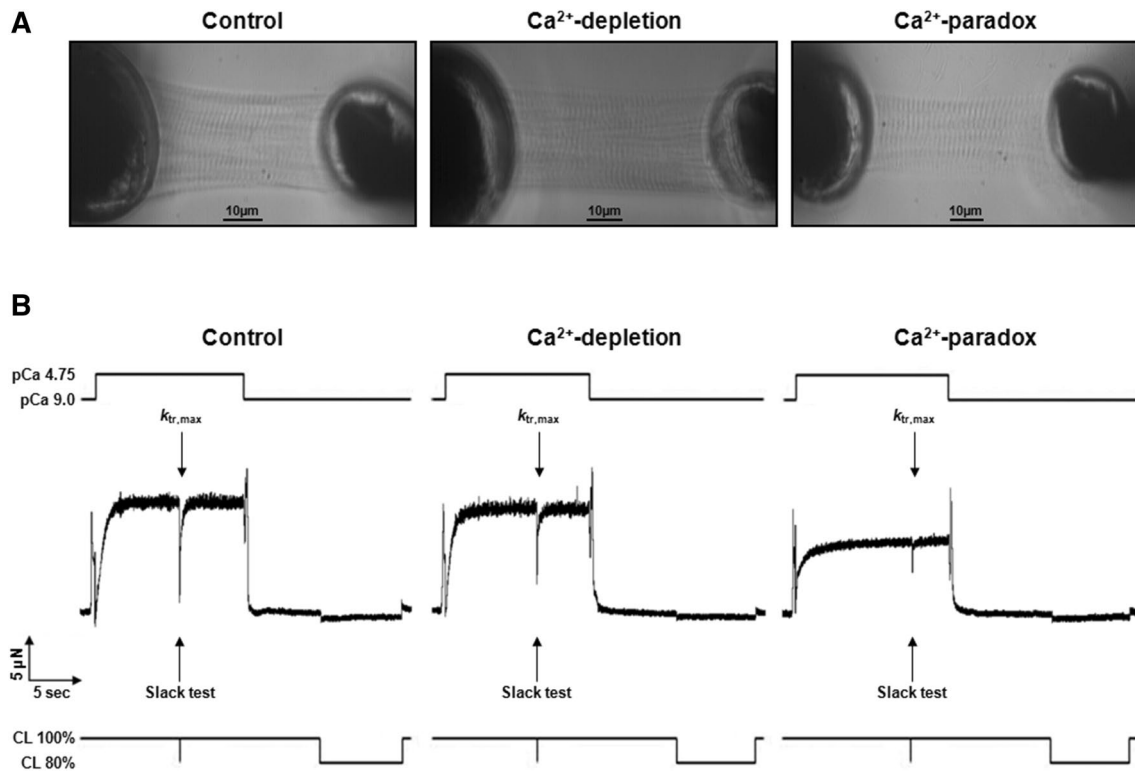 A
Control
Ca²⁺-depletion
Ca²⁺-paradox
10μm
10μm
10μm
B
Control
Ca²⁺-depletion
Ca²⁺-paradox
pCa 4.75
pCa 9.0
ktr,max
ktr,max
ktr,max
5 μN
5 sec
Slack test
Slack test
Slack test
CL 100%
CL 80%